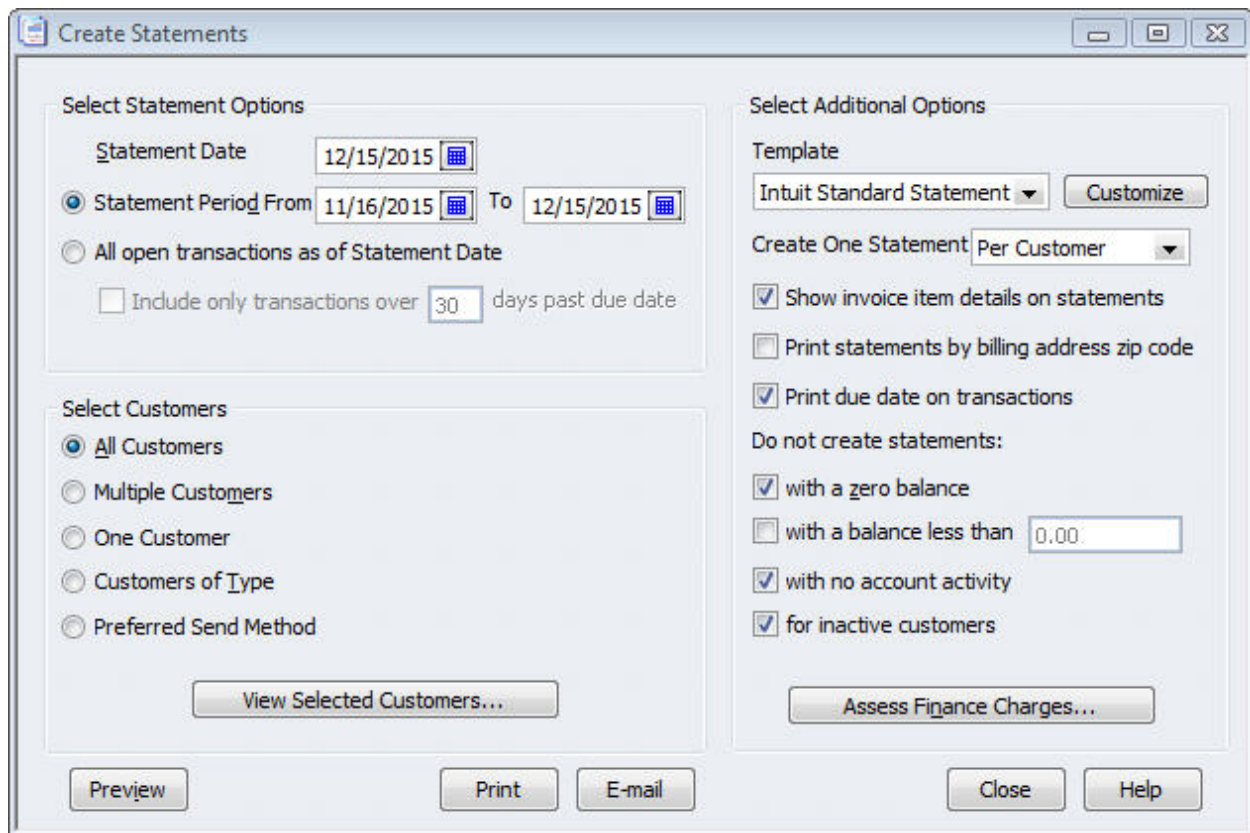 Create Statements
Select Statement Options
Statement Date 12/15/2015
Statement Period From 11/16/2015 To 12/15/2015
All open transactions as of Statement Date
Include only transactions over 30 days past due date
Select Customers
All Customers
Multiple Customers
One Customer
Customers of Type
Preferred Send Method
View Selected Customers...
Select Additional Options
Template
Intuit Standard Statement Customize
Create One Statement Per Customer
Show invoice item details on statements
Print statements by billing address zip code
Print due date on transactions
Do not create statements:
with a zero balance
with a balance less than 0.00
with no account activity
for inactive customers
Assess Finance Charges...
Preview Print E-mail Close Help